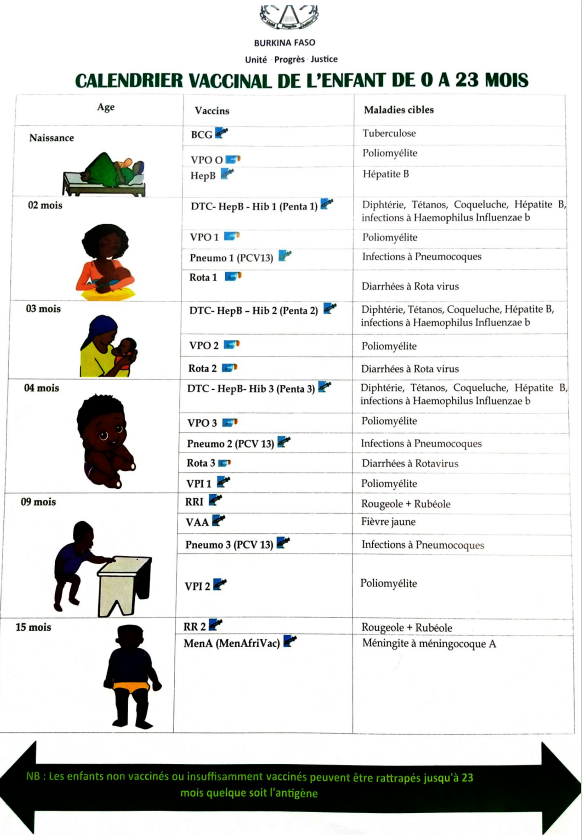 BURKINA FASO
Unité Progrès Justice
CALENDRIER VACCINAL DE L'ENFANT DE 0 A 23 MOIS
Age Vaccins Maladies cibles
Naissance BCG Tuberculose
VPO O Poliomyélite
HepB Hépatite B
02 mois DTC- HepB - Hib 1 (Penta 1) Diphtérie, Tétanos, Coqueluche, Hépatite B,
infections à Haemophilus Influenzae b
VPO 1 Poliomyélite
Pneumo 1 (PCV13) Infections à Pneumocoques
Rota 1 Diarrhées à Rota virus
03 mois DTC- HepB – Hib 2 (Penta 2) Diphtérie, Tétanos, Coqueluche, Hépatite B,
infections à Haemophilus Influenzae b
VPO 2 Poliomyélite
Rota 2 Diarrhées à Rota virus
04 mois DTC - HepB- Hib 3 (Penta 3) Diphtérie, Tétanos, Coqueluche, Hépatite B,
infections à Haemophilus Influenzae b
VPO 3 Poliomyélite
Pneumo 2 (PCV 13) Infections à Pneumocoques
Rota 3 Diarrhées à Rotavirus
VPI 1 Poliomyélite
09 mois RRI Rougeole + Rubéole
VAA Fièvre jaune
Pneumo 3 (PCV 13) Infections à Pneumocoques
VPI 2 Poliomyélite
15 mois RR 2 Rougeole + Rubéole
MenA (MenAfriVac) Méningite à méningocoque A
NB : Les enfants non vaccinés ou insuffisamment vaccinés peuvent être rattrapés jusqu'à 23
mois quelque soit l'antigène